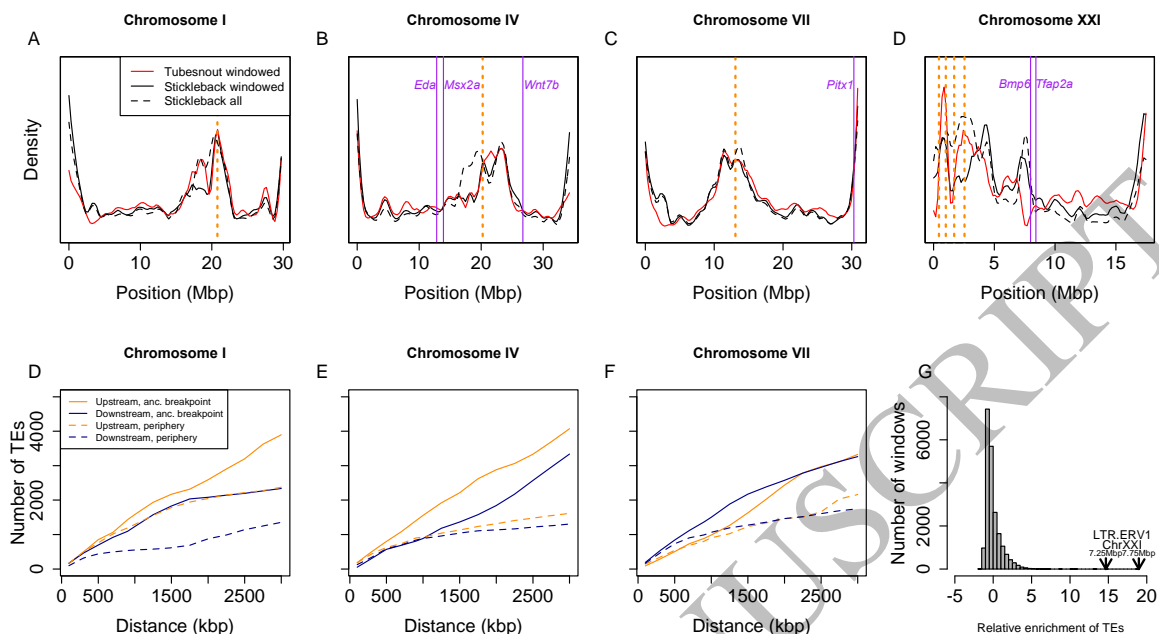 Chromosome I
Chromosome IV
Chromosome VII
Chromosome XXI
A
B
C
D
Tubesnout windowed
Stickleback windowed
Stickleback all
Eda
Msx2a
Wnt7b
Pitx1
Bmp6
Tfap2a
Density
0 10 20 30
0 10 20 30
0 10 20 30
0 5 10 15
Position (Mbp)
Position (Mbp)
Position (Mbp)
Position (Mbp)
Chromosome I
Chromosome IV
Chromosome VII
D
E
F
G
Upstream, anc. breakpoint
Downstream, anc. breakpoint
Upstream, periphery
Downstream, periphery
Number of TEs
0 2000 4000
Number of windows
0 2000 6000
LTR.ERV1
ChrXXI
7.25Mbp 7.75Mbp
0 500 1500 2500
0 500 1500 2500
0 500 1500 2500
-5 0 5 10 15 20
Distance (kbp)
Distance (kbp)
Distance (kbp)
Relative enrichment of TEs
USCRIPT